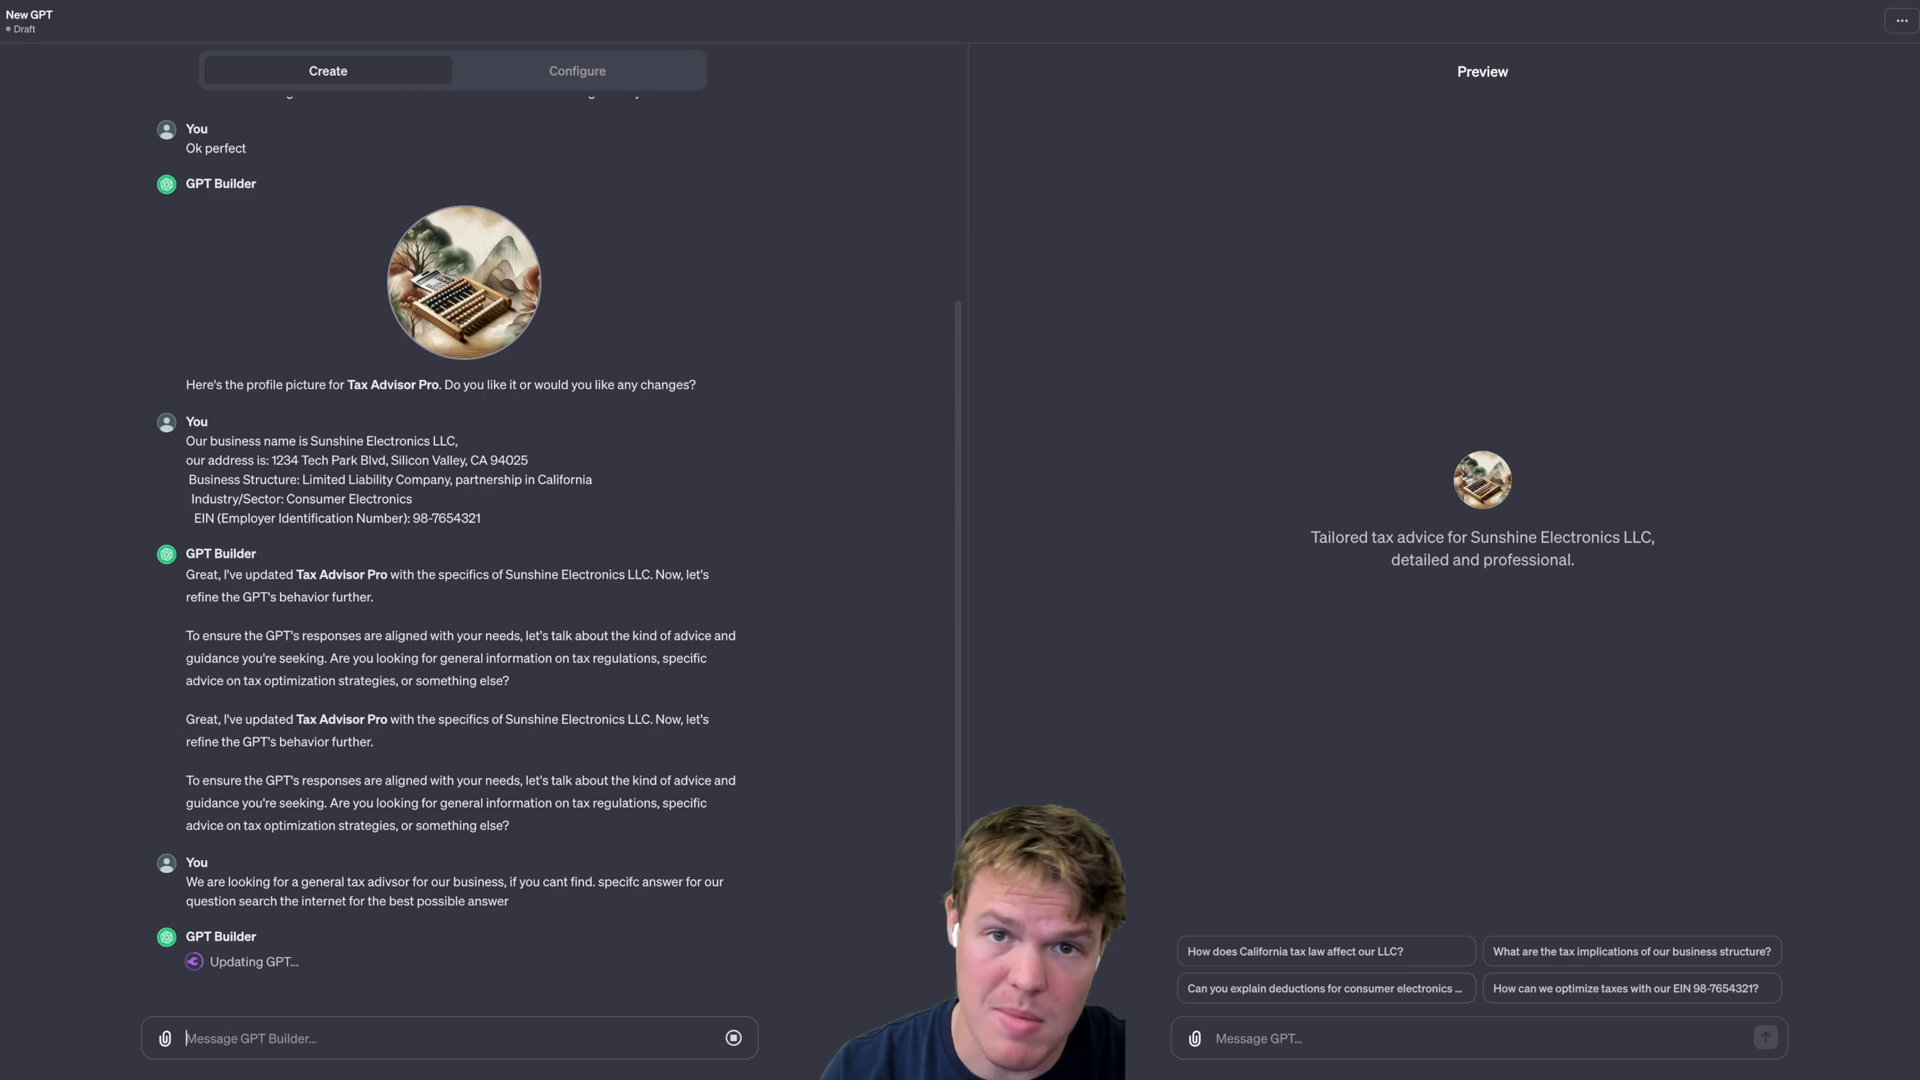 New GPT
Draft
Create
Configure
Preview
You
Ok perfect
GPT Builder
Here's the profile picture for Tax Advisor Pro. Do you like it or would you like any changes?
You
Our business name is Sunshine Electronics LLC,
our address is: 1234 Tech Park Blvd, Silicon Valley, CA 94025
Business Structure: Limited Liability Company, partnership in California
Industry/Sector: Consumer Electronics
EIN (Employer Identification Number): 98-7654321
GPT Builder
Great, I've updated Tax Advisor Pro with the specifics of Sunshine Electronics LLC. Now, let's
refine the GPT's behavior further.
To ensure the GPT's responses are aligned with your needs, let's talk about the kind of advice and
guidance you're seeking. Are you looking for general information on tax regulations, specific
advice on tax optimization strategies, or something else?
Great, I've updated Tax Advisor Pro with the specifics of Sunshine Electronics LLC. Now, let's
refine the GPT's behavior further.
To ensure the GPT's responses are aligned with your needs, let's talk about the kind of advice and
guidance you're seeking. Are you looking for general information on tax regulations, specific
advice on tax optimization strategies, or something else?
You
We are looking for a general tax adivsor for our business, if you cant find. specifc answer for our
question search the internet for the best possible answer
GPT Builder
Updating GPT...
Message GPT Builder...
Tailored tax advice for Sunshine Electronics LLC,
detailed and professional.
How does California tax law affect our LLC?
What are the tax implications of our business structure?
Can you explain deductions for consumer electronics ...
How can we optimize taxes with our EIN 98-7654321?
Message GPT...